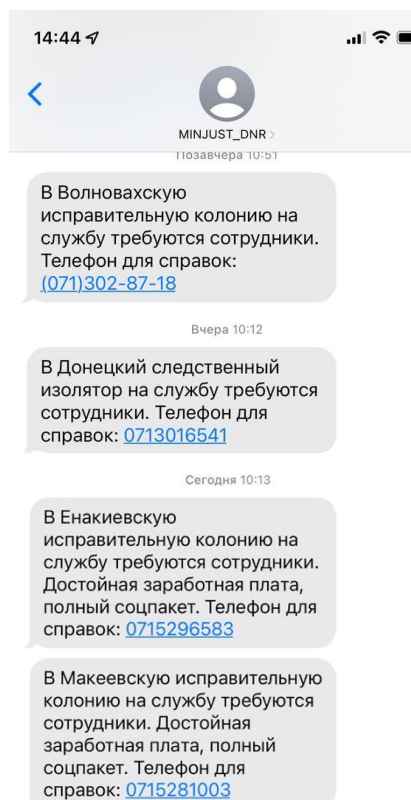 14:44
MINJUST_DNR
Позавчера 10:51
В Волновахскую
исправительную колонию на
службу требуются сотрудники.
Телефон для справок:
(071)302-87-18
Вчера 10:12
В Донецкий следственный
изолятор на службу требуются
сотрудники. Телефон для
справок: 0713016541
Сегодня 10:13
В Енакиевскую
исправительную колонию на
службу требуются сотрудники.
Достойная заработная плата,
полный соцпакет. Телефон для
справок: 0715296583
В Макеевскую исправительную
колонию на службу требуются
сотрудники. Достойная
заработная плата, полный
соцпакет. Телефон для
справок: 0715281003